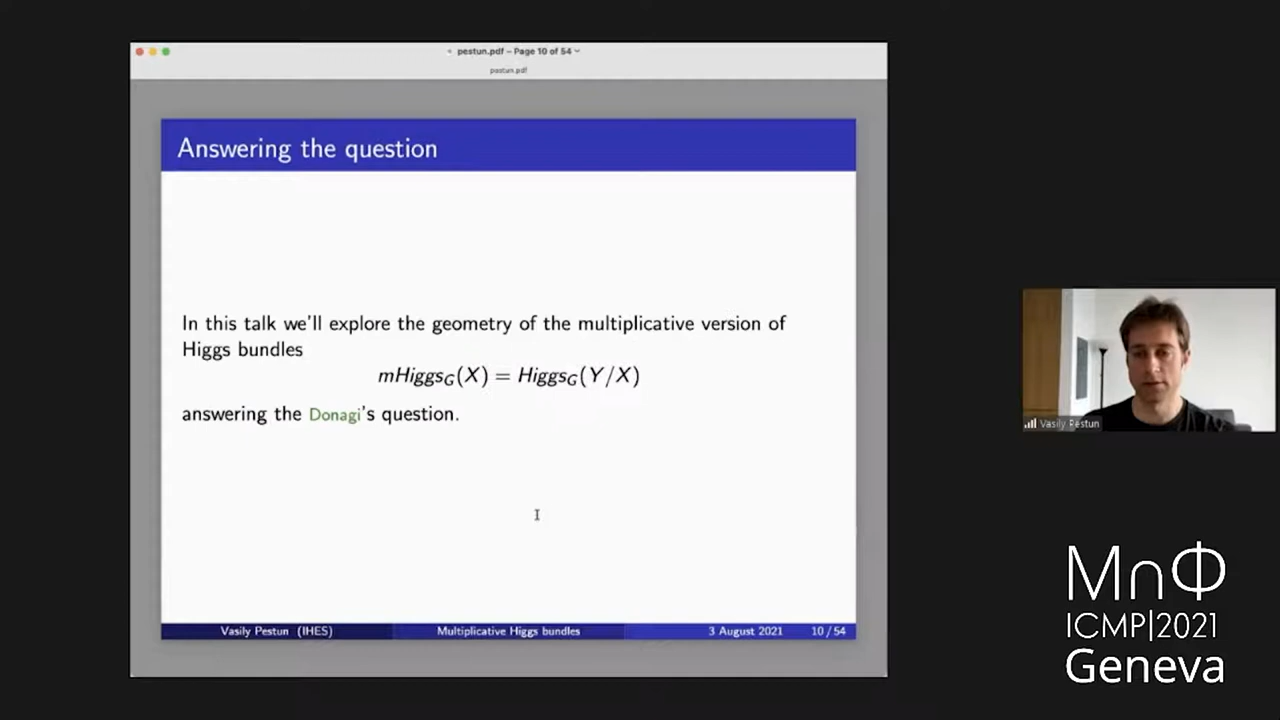 pestun.pdf – Page 10 of 54
pestun.pdf
Answering the question
In this talk we'll explore the geometry of the multiplicative version of
Higgs bundles
mHiggs_G(X) = Higgs_G(Y/X)
answering the Donagi's question.
Vasily Pestun (IHES) Multiplicative Higgs bundles 3 August 2021 10 / 54
Vasily Pestun
M∩Φ
ICMP|2021
Geneva